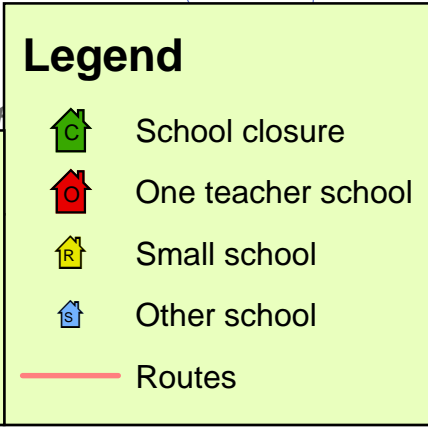 Legend
C School closure
O One teacher school
R Small school
S Other school
Routes